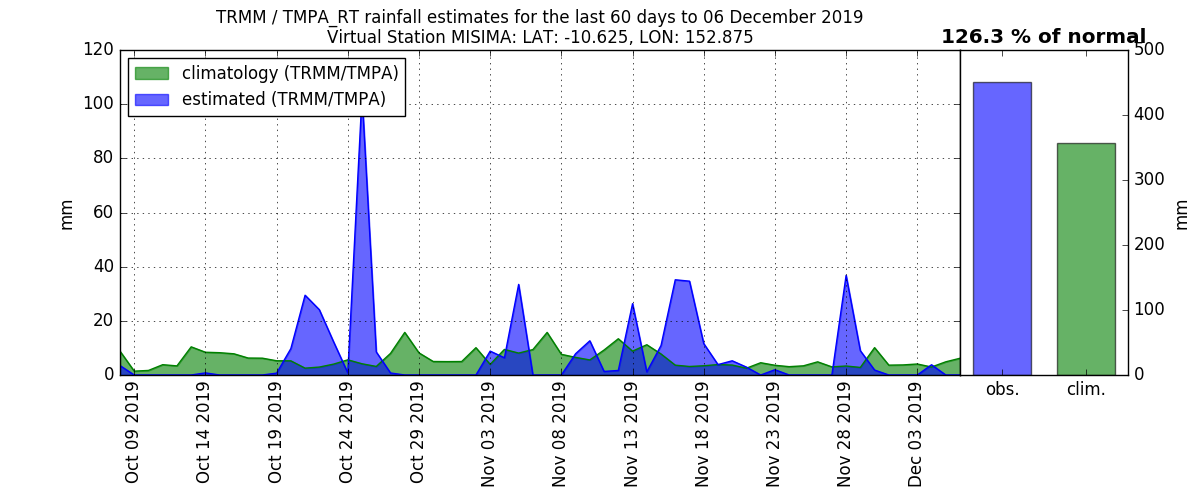 TRMM / TMPA_RT rainfall estimates for the last 60 days to 06 December 2019
Virtual Station MISIMA: LAT: -10.625, LON: 152.875
126.3 % of normal
climatology (TRMM/TMPA)
estimated (TRMM/TMPA)
mm
120
100
80
60
40
20
0
Oct 09 2019
Oct 14 2019
Oct 19 2019
Oct 24 2019
Oct 29 2019
Nov 03 2019
Nov 08 2019
Nov 13 2019
Nov 18 2019
Nov 23 2019
Nov 28 2019
Dec 03 2019
obs.
clim.
500
400
300
200
100
0
mm